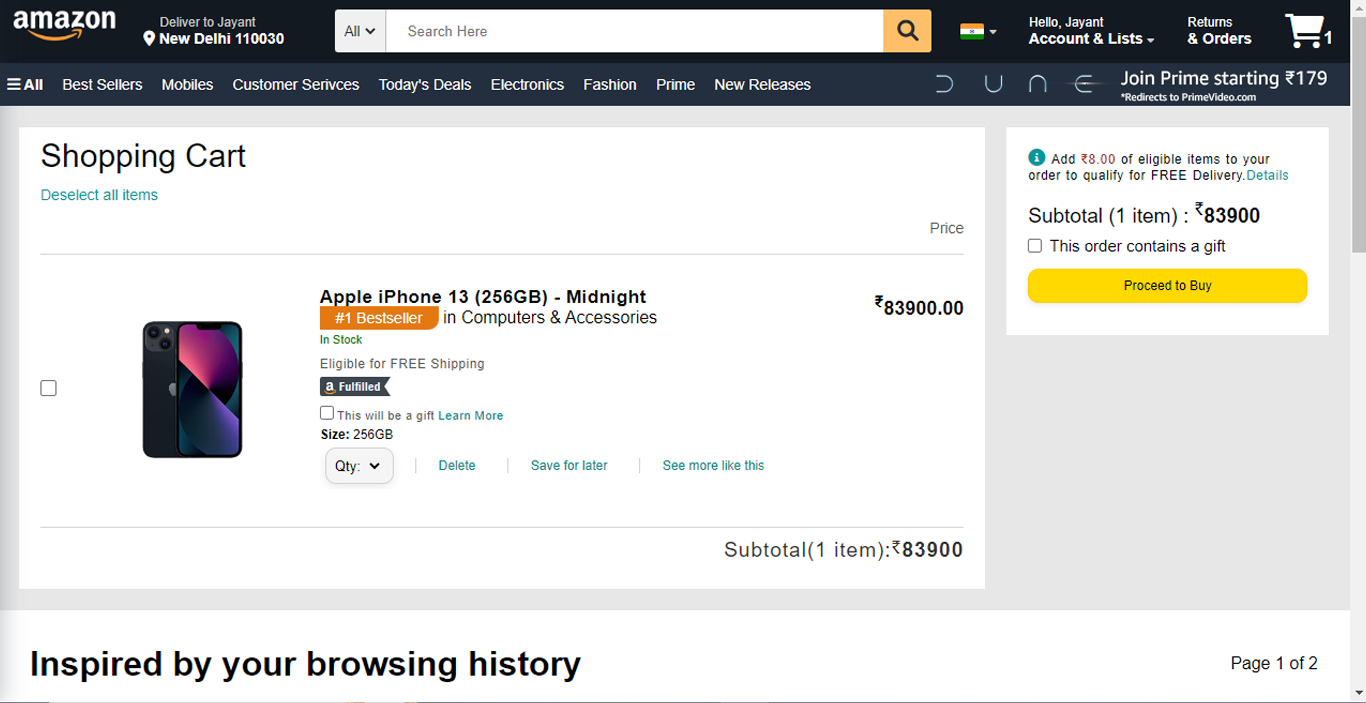 amazon
Deliver to Jayant
New Delhi 110030
All
Search Here
Hello, Jayant
Account & Lists
Returns
& Orders
1
All
Best Sellers
Mobiles
Customer Serivces
Today's Deals
Electronics
Fashion
Prime
New Releases
Join Prime starting ₹179
*Redirects to PrimeVideo.com
Shopping Cart
Deselect all items
Price
Apple iPhone 13 (256GB) - Midnight
₹83900.00
#1 Bestseller in Computers & Accessories
In Stock
Eligible for FREE Shipping
a Fulfilled
This will be a gift Learn More
Size: 256GB
Qty:
Delete
Save for later
See more like this
Subtotal(1 item):₹83900
Add ₹8.00 of eligible items to your
order to qualify for FREE Delivery.Details
Subtotal (1 item) : ₹83900
This order contains a gift
Proceed to Buy
Inspired by your browsing history
Page 1 of 2